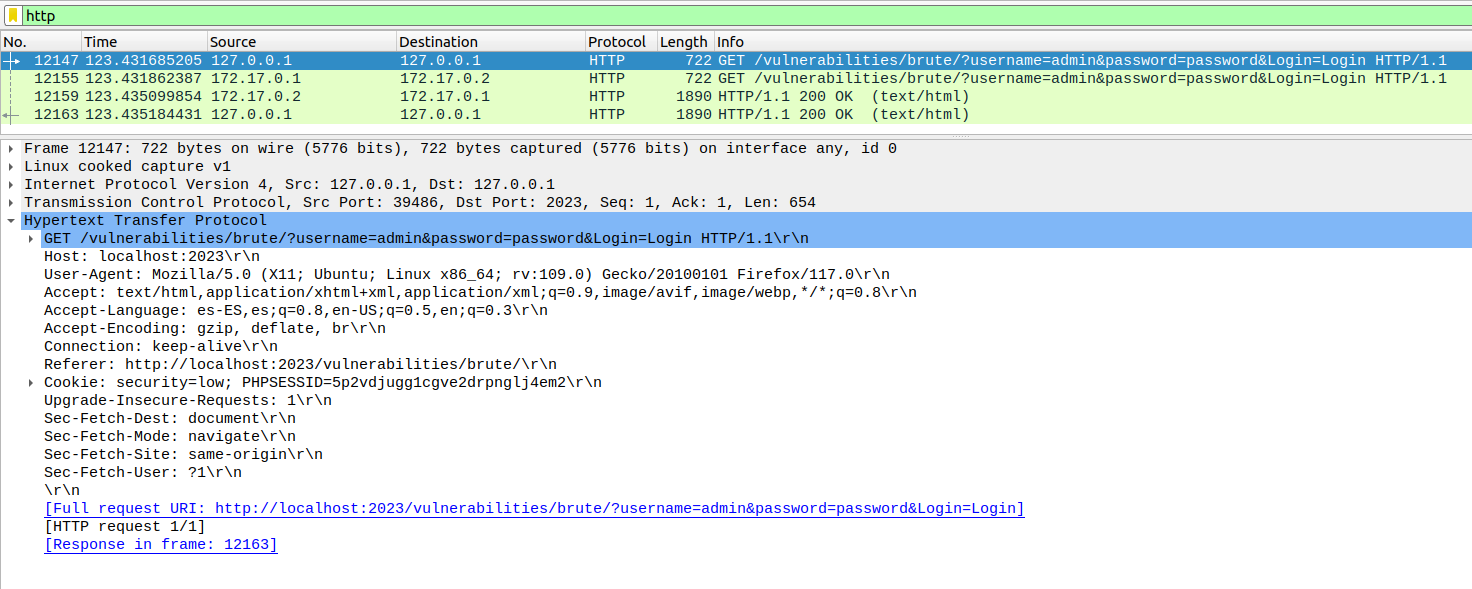 http
No. Time Source Destination Protocol Length Info
12147 123.431685205 127.0.0.1 127.0.0.1 HTTP 722 GET /vulnerabilities/brute/?username=admin&password=password&Login=Login HTTP/1.1
12155 123.431862387 172.17.0.1 172.17.0.2 HTTP 722 GET /vulnerabilities/brute/?username=admin&password=password&Login=Login HTTP/1.1
12159 123.435099854 172.17.0.2 172.17.0.1 HTTP 1890 HTTP/1.1 200 OK (text/html)
12163 123.435184431 127.0.0.1 127.0.0.1 HTTP 1890 HTTP/1.1 200 OK (text/html)
Frame 12147: 722 bytes on wire (5776 bits), 722 bytes captured (5776 bits) on interface any, id 0
Linux cooked capture v1
Internet Protocol Version 4, Src: 127.0.0.1, Dst: 127.0.0.1
Transmission Control Protocol, Src Port: 39486, Dst Port: 2023, Seq: 1, Ack: 1, Len: 654
Hypertext Transfer Protocol
GET /vulnerabilities/brute/?username=admin&password=password&Login=Login HTTP/1.1\r\n
Host: localhost:2023\r\n
User-Agent: Mozilla/5.0 (X11; Ubuntu; Linux x86_64; rv:109.0) Gecko/20100101 Firefox/117.0\r\n
Accept: text/html,application/xhtml+xml,application/xml;q=0.9,image/avif,image/webp,*/*;q=0.8\r\n
Accept-Language: es-ES,es;q=0.8,en-US;q=0.5,en;q=0.3\r\n
Accept-Encoding: gzip, deflate, br\r\n
Connection: keep-alive\r\n
Referer: http://localhost:2023/vulnerabilities/brute/\r\n
Cookie: security=low; PHPSESSID=5p2vdjugg1cgve2drpnglj4em2\r\n
Upgrade-Insecure-Requests: 1\r\n
Sec-Fetch-Dest: document\r\n
Sec-Fetch-Mode: navigate\r\n
Sec-Fetch-Site: same-origin\r\n
Sec-Fetch-User: ?1\r\n
\r\n
[Full request URI: http://localhost:2023/vulnerabilities/brute/?username=admin&password=password&Login=Login]
[HTTP request 1/1]
[Response in frame: 12163]